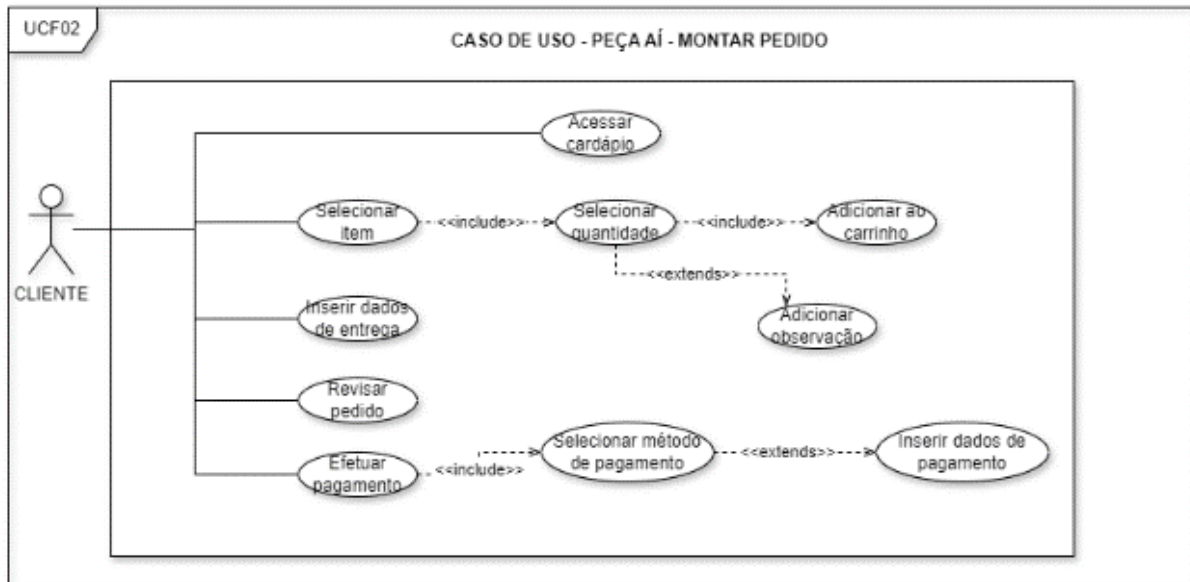 UCF02
CASO DE USO - PEÇA AÍ - MONTAR PEDIDO
Acessar
cardápio
Selecionar
item
<<include>>
Selecionar
quantidade
<<include>>
Adicionar ao
carrinho
<<extends>>
CLIENTE
Inserir dados
de entrega
Adicionar
observação
Revisar
pedido
Efetuar
pagamento
<<include>>
Selecionar método
de pagamento
<<extends>>
Inserir dados de
pagamento